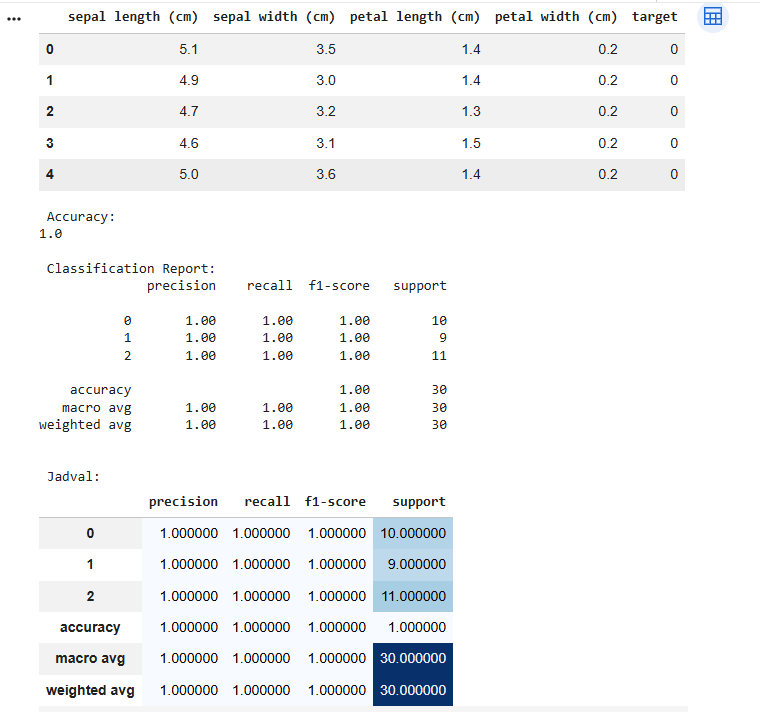 sepal length (cm) sepal width (cm) petal length (cm) petal width (cm) target
0 5.1 3.5 1.4 0.2 0
1 4.9 3.0 1.4 0.2 0
2 4.7 3.2 1.3 0.2 0
3 4.6 3.1 1.5 0.2 0
4 5.0 3.6 1.4 0.2 0
Accuracy:
1.0
Classification Report:
precision recall f1-score support
0 1.00 1.00 1.00 10
1 1.00 1.00 1.00 9
2 1.00 1.00 1.00 11
accuracy 1.00 30
macro avg 1.00 1.00 1.00 30
weighted avg 1.00 1.00 1.00 30
Jadval:
precision recall f1-score support
0 1.000000 1.000000 1.000000 10.000000
1 1.000000 1.000000 1.000000 9.000000
2 1.000000 1.000000 1.000000 11.000000
accuracy 1.000000 1.000000 1.000000 1.000000
macro avg 1.000000 1.000000 1.000000 30.000000
weighted avg 1.000000 1.000000 1.000000 30.000000